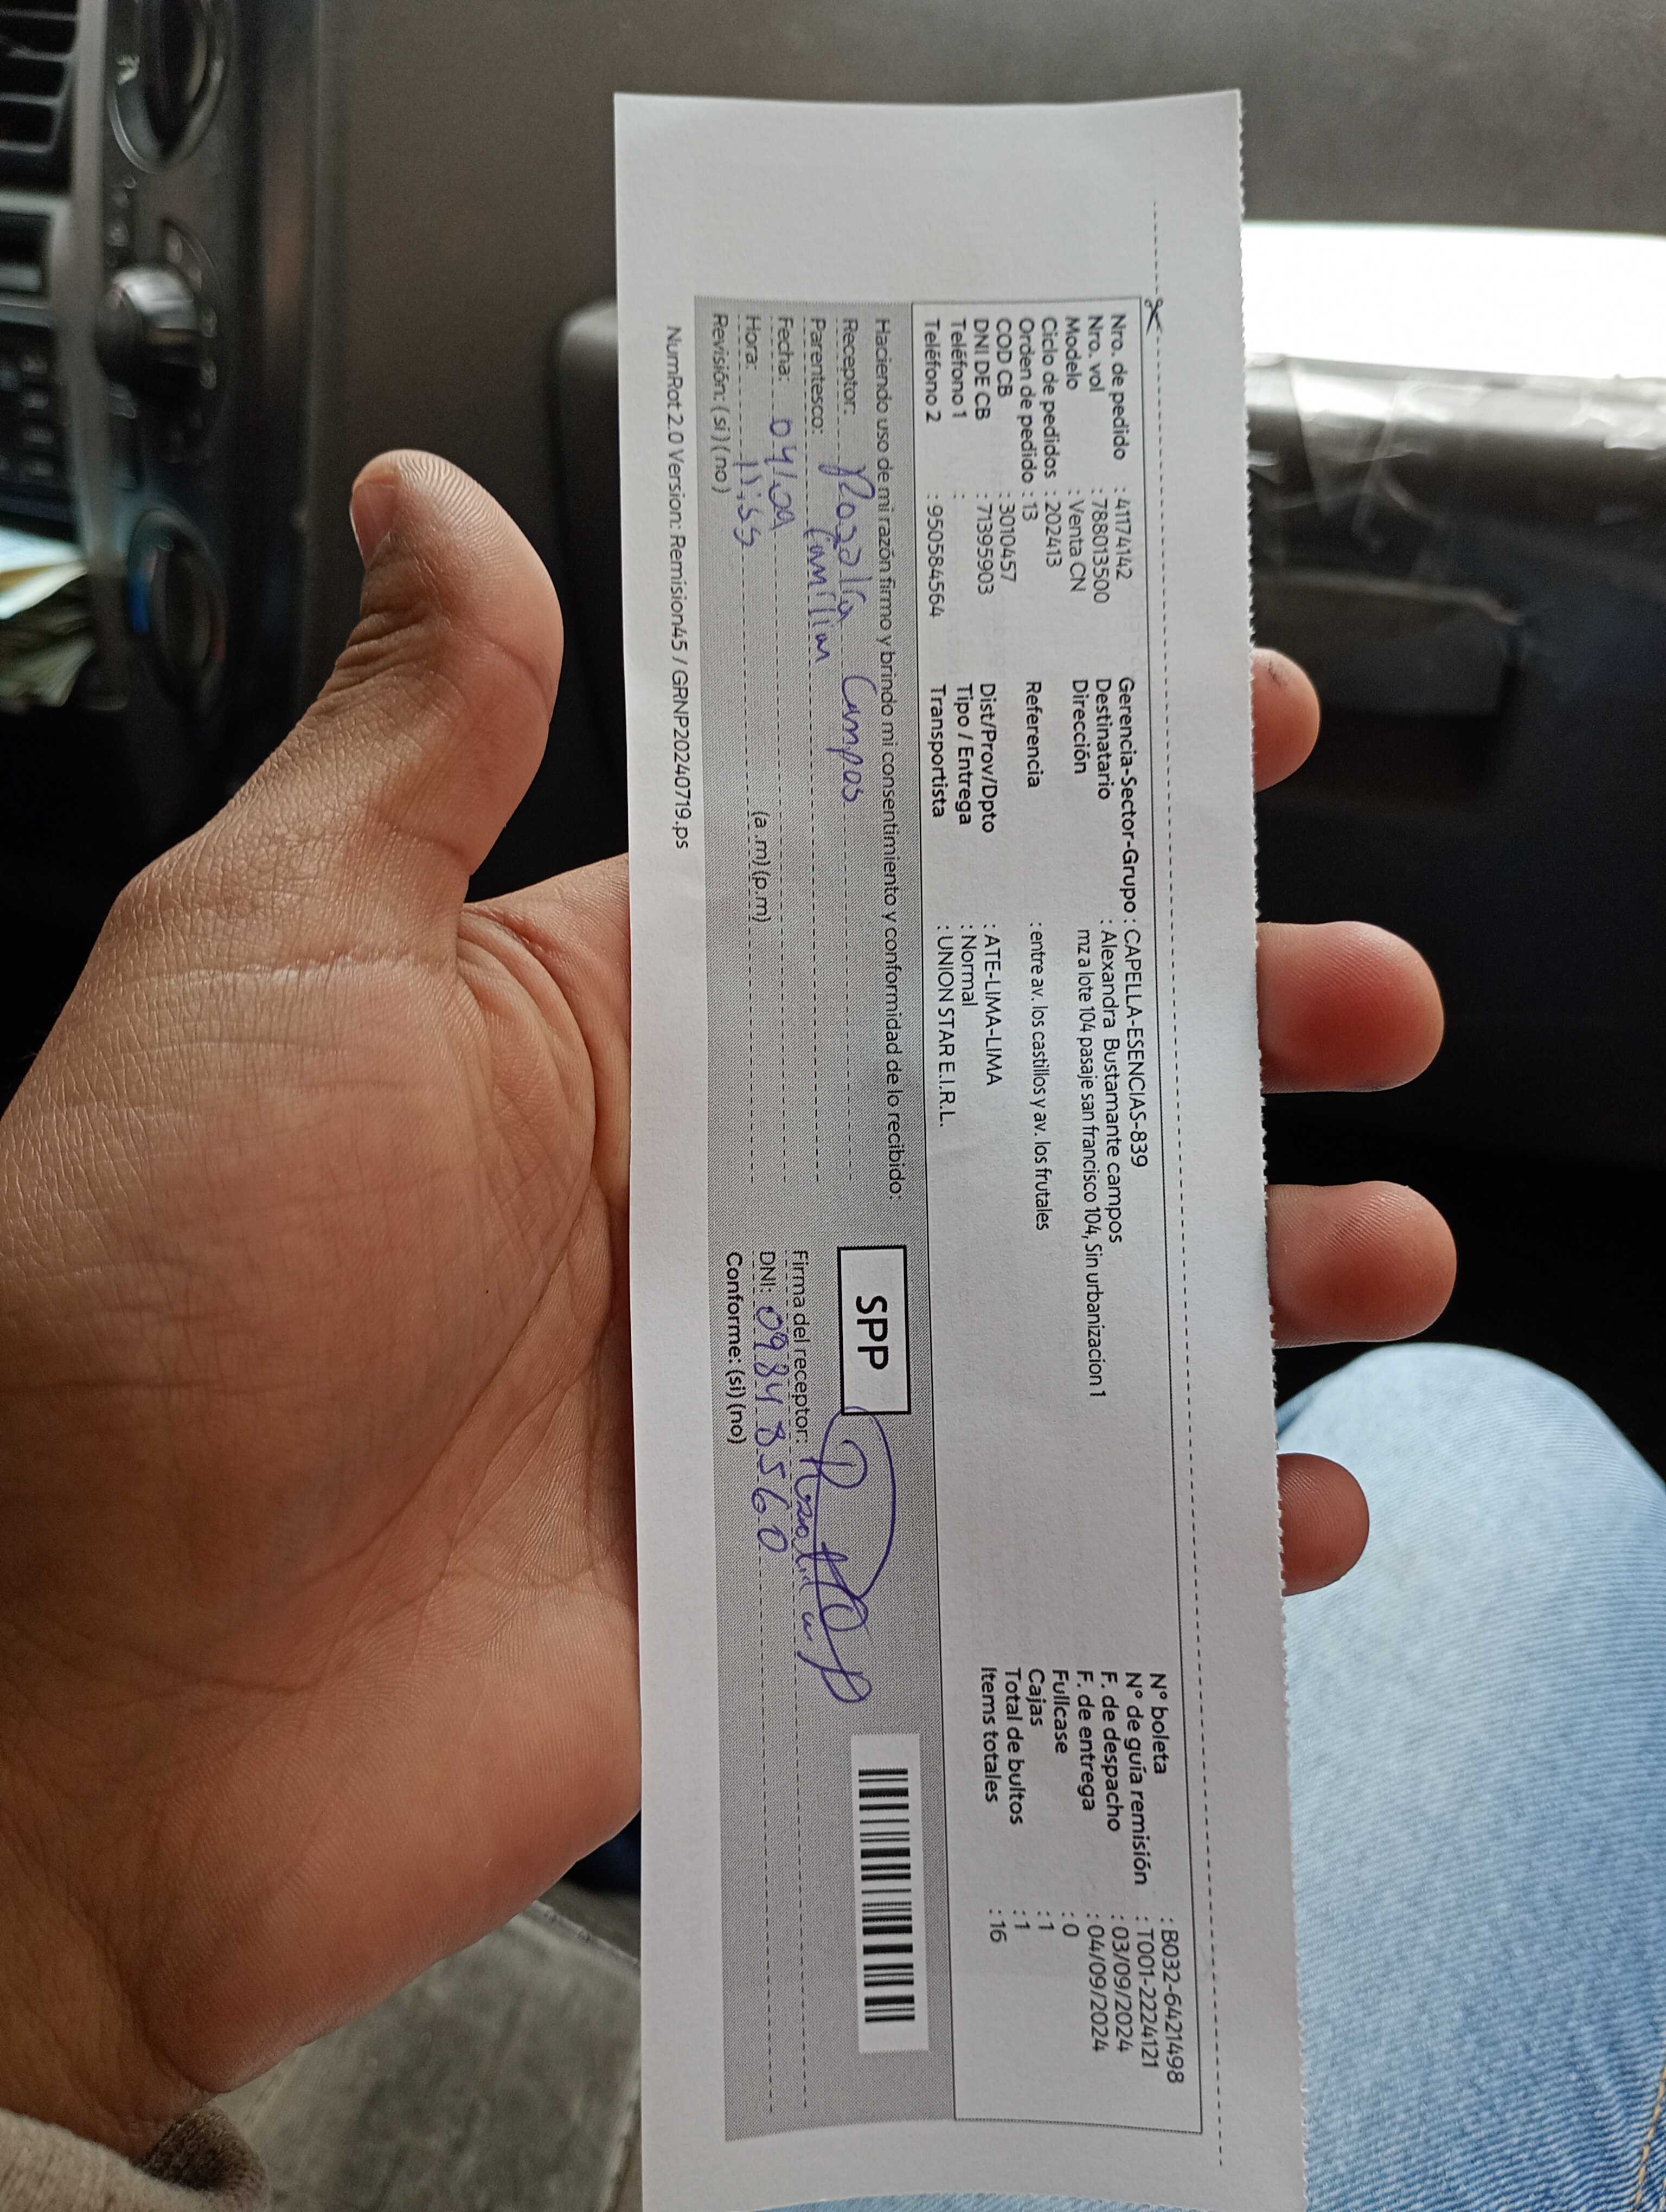 Nro. de pedido : 41174142
Nro. vol : 788013500
Modelo : Venta CN
Ciclo de pedidos : 202413
Orden de pedido : 13
COD CB : 3010457
DNI DE CB : 71395903
Teléfono 1 :
Teléfono 2 : 950584564
Gerencia-Sector-Grupo : CAPELLA-ESENCIAS-839
Destinatario : Alexandra Bustamante campos
Dirección mz a lote 104 pasaje san francisco 104, Sin urbanizacion 1
Referencia : entre av. los castillos y av. los frutales
Dist/Prov/Dpto : ATE-LIMA-LIMA
Tipo / Entrega : Normal
Transportista : UNION STAR E.I.R.L.
N° boleta : B032-6421498
N° de guía remisión : T001-2224121
F. de despacho : 03/09/2024
F. de entrega : 04/09/2024
Fullcase : 0
Cajas : 1
Total de bultos : 1
Items totales : 16
Haciendo uso de mi razón firmo y brindo mi consentimiento y conformidad de lo recibido:
Receptor: Rozalia Campos
Parentesco:
Fecha: 04/09
Hora: 11:55 (a .m) (p.m)
Revisión: ( si ) ( no )
SPP
Firma del receptor:
DNI: 09848560
Conforme: (si) (no)
NumRot 2.0 Version: Remision45 / GRNP20240719.ps